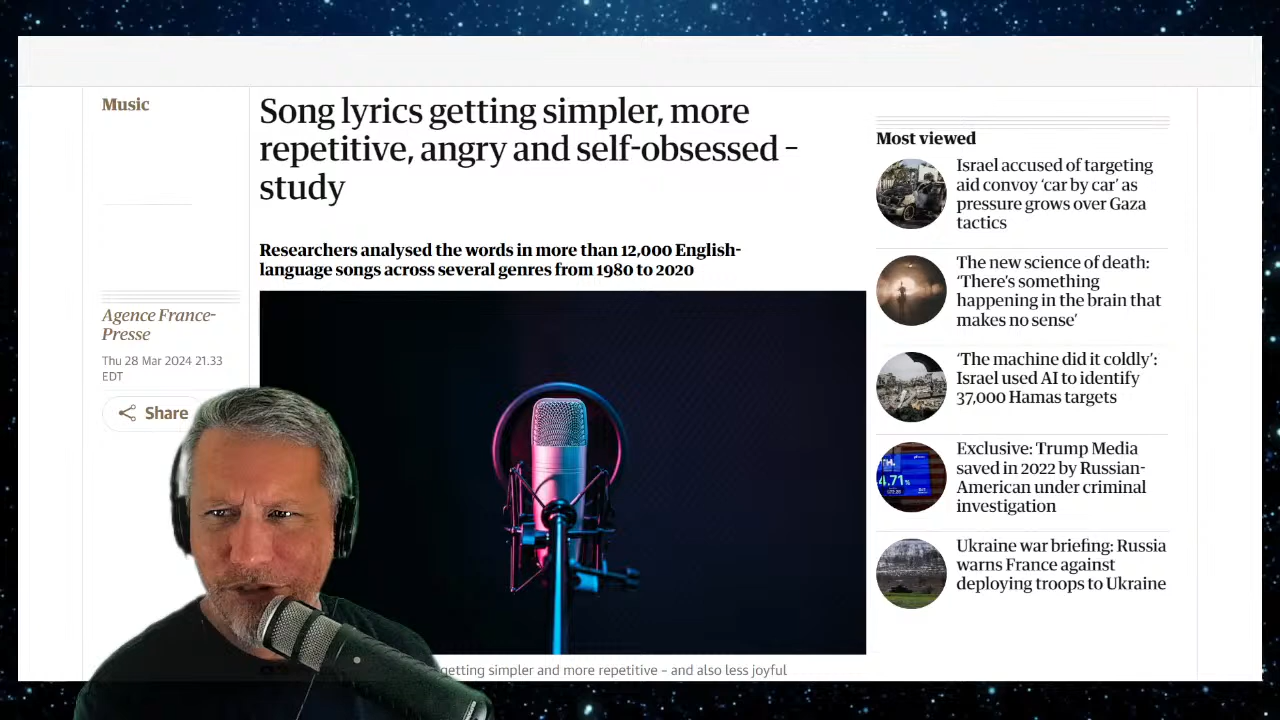 Music
Song lyrics getting simpler, more
repetitive, angry and self-obsessed –
study
Researchers analysed the words in more than 12,000 English-
language songs across several genres from 1980 to 2020
Agence France-
Presse
Thu 28 Mar 2024 21.33
EDT
Share
getting simpler and more repetitive – and also less joyful
Most viewed
Israel accused of targeting
aid convoy ‘car by car’ as
pressure grows over Gaza
tactics
The new science of death:
‘There’s something
happening in the brain that
makes no sense’
‘The machine did it coldly’:
Israel used AI to identify
37,000 Hamas targets
4.71%
Exclusive: Trump Media
saved in 2022 by Russian-
American under criminal
investigation
Ukraine war briefing: Russia
warns France against
deploying troops to Ukraine